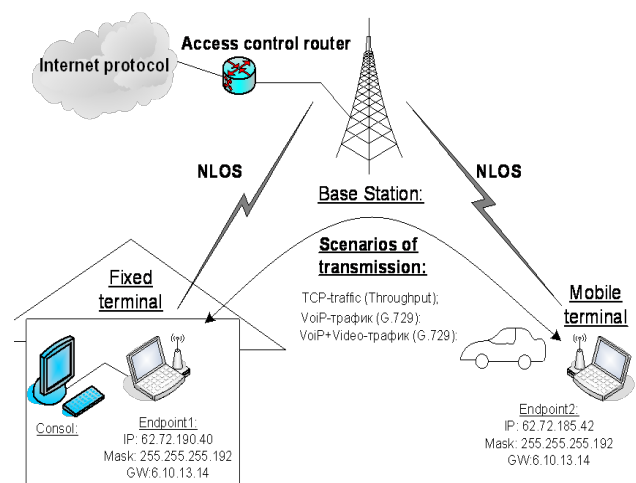 Access control router
Internet protocol
NLOS
NLOS
Base Station:
Scenarios of
transmission:
TCP-traffic (Throughput);
VoiP-трафик (G.729);
VoiP+Video-трафик (G.729);
Fixed
terminal
Mobile
terminal
Consol:
Endpoint1:
IP: 62.72.190.40
Mask: 255.255.255.192
GW:6.10.13.14
Endpoint2:
IP: 62.72.185.42
Mask: 255.255.255.192
GW:6.10.13.14